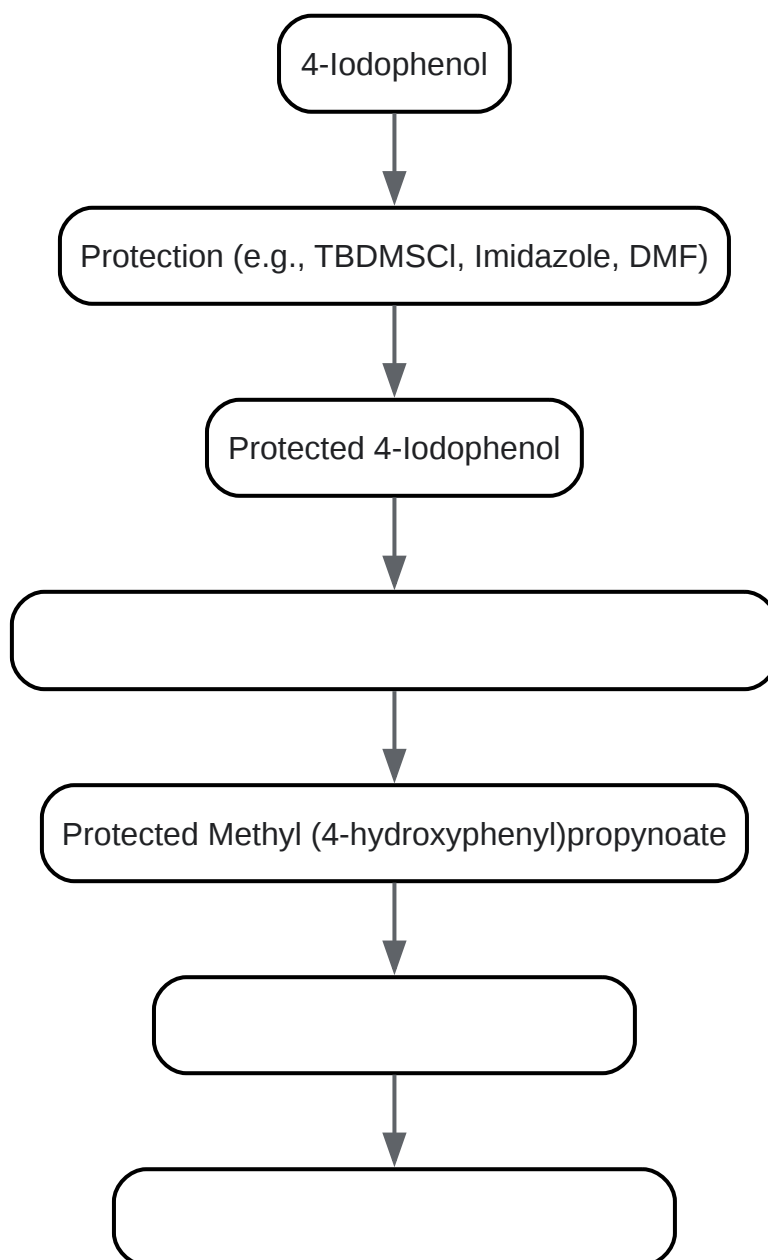 4-Iodophenol
Protection (e.g., TBDMSCl, Imidazole, DMF)
Protected 4-Iodophenol
Protected Methyl (4-hydroxyphenyl)propynoate